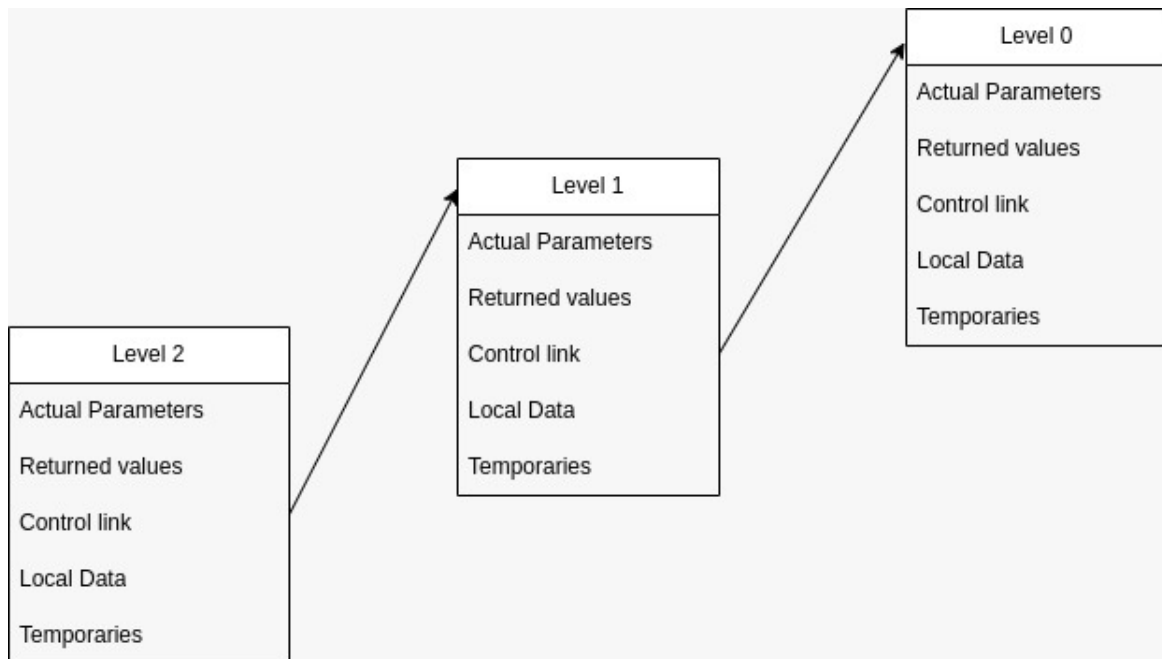 Level 0
Actual Parameters
Returned values
Control link
Local Data
Temporaries
Level 1
Actual Parameters
Returned values
Control link
Local Data
Temporaries
Level 2
Actual Parameters
Returned values
Control link
Local Data
Temporaries